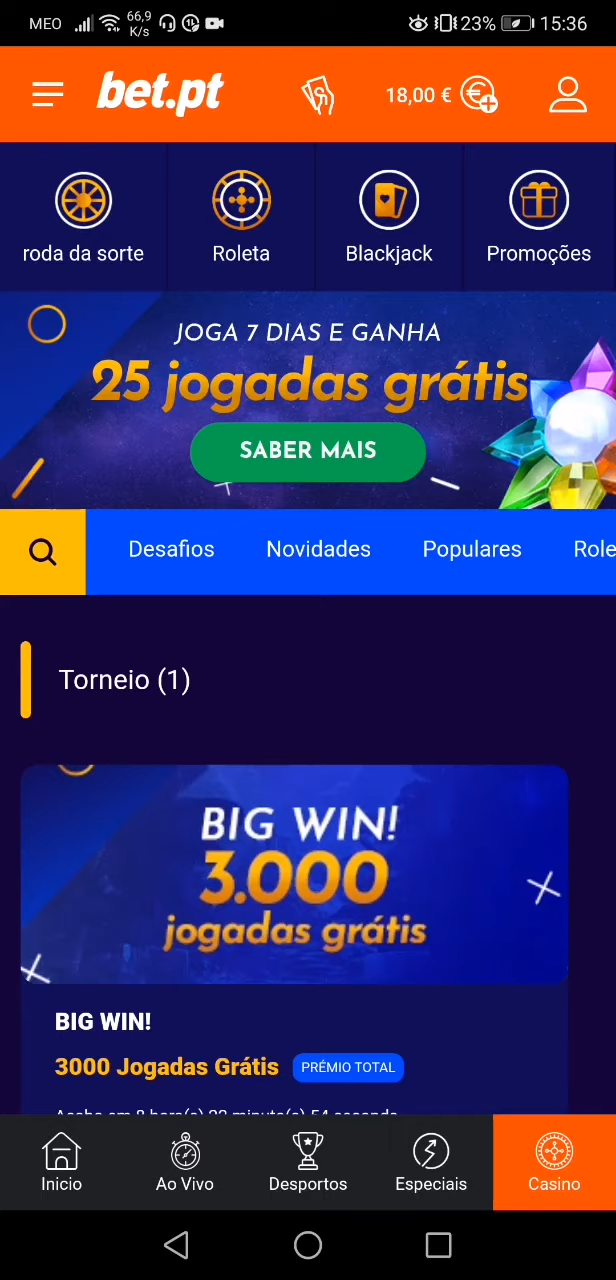 MEO 66,9 K/s 23% 15:36
bet.pt 18,00 €
roda da sorte Roleta Blackjack Promoções
JOGA 7 DIAS E GANHA
25 jogadas grátis
SABER MAIS
Desafios Novidades Populares Role
Torneio (1)
BIG WIN!
3.000
jogadas grátis
BIG WIN!
3000 Jogadas Grátis PRÉMIO TOTAL
Inicio Ao Vivo Desportos Especiais Casino